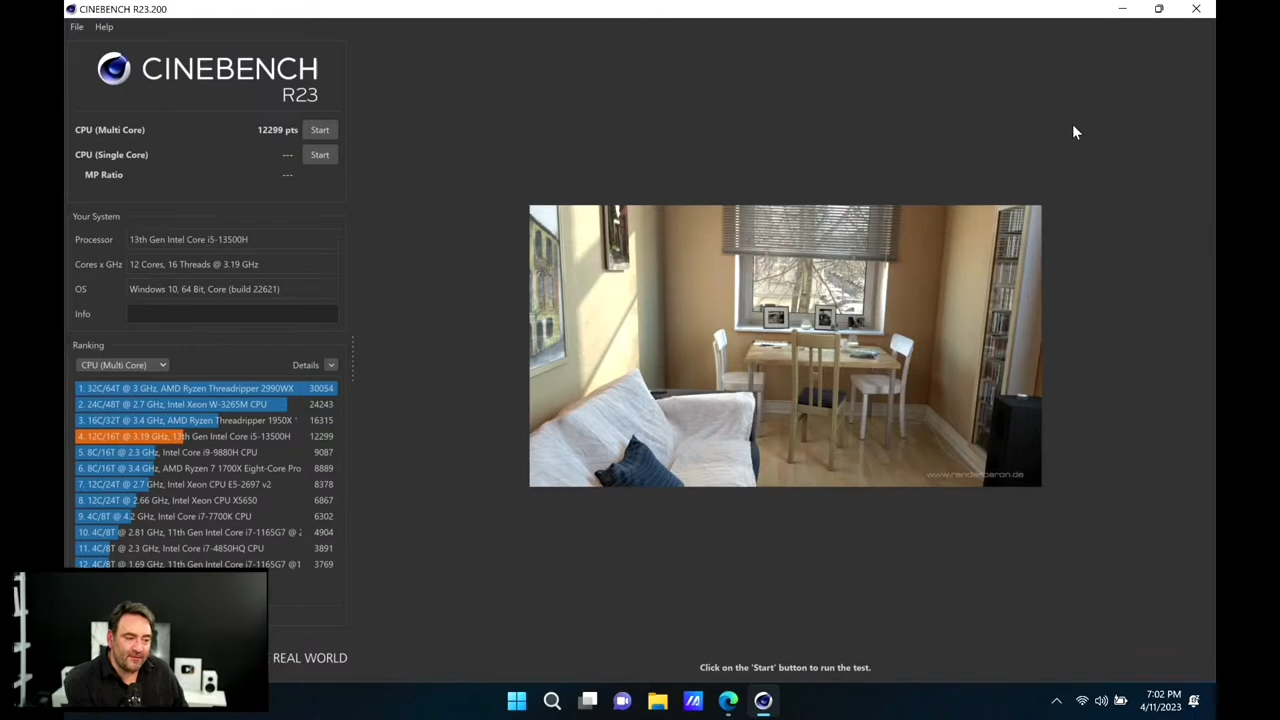 CINEBENCH R23.200
File Help
CINEBENCH
R23
CPU (Multi Core) 12299 pts Start
CPU (Single Core) --- Start
MP Ratio ---
Your System
Processor 13th Gen Intel Core i5-13500H
Cores x GHz 12 Cores, 16 Threads @ 3.19 GHz
OS Windows 10, 64 Bit, Core (build 22621)
Info
Ranking
CPU (Multi Core) Details
1. 32C/64T @ 3 GHz, AMD Ryzen Threadripper 2990WX 30054
2. 24C/48T @ 2.7 GHz, Intel Xeon W-3265M CPU 24243
3. 16C/32T @ 3.4 GHz, AMD Ryzen Threadripper 1950X 16315
4. 12C/16T @ 3.19 GHz, 13th Gen Intel Core i5-13500H 12299
5. 8C/16T @ 2.3 GHz, Intel Core i9-9880H CPU 9087
6. 8C/16T @ 3.4 GHz, AMD Ryzen 7 1700X Eight-Core Pro 8889
7. 12C/24T @ 2.7 GHz, Intel Xeon CPU E5-2697 v2 8378
8. 12C/24T @ 2.66 GHz, Intel Xeon CPU X5650 6867
9. 4C/8T @ 4.2 GHz, Intel Core i7-7700K CPU 6302
10. 4C/8T @ 2.81 GHz, 11th Gen Intel Core i7-1165G7 @ 2 4904
11. 4C/8T @ 2.3 GHz, Intel Core i7-4850HQ CPU 3891
12. 4C/8T @ 1.69 GHz, 11th Gen Intel Core i7-1165G7 @1 3769
REAL WORLD
www.renderbaron.de
Click on the 'Start' button to run the test.
7:02 PM
4/11/2023